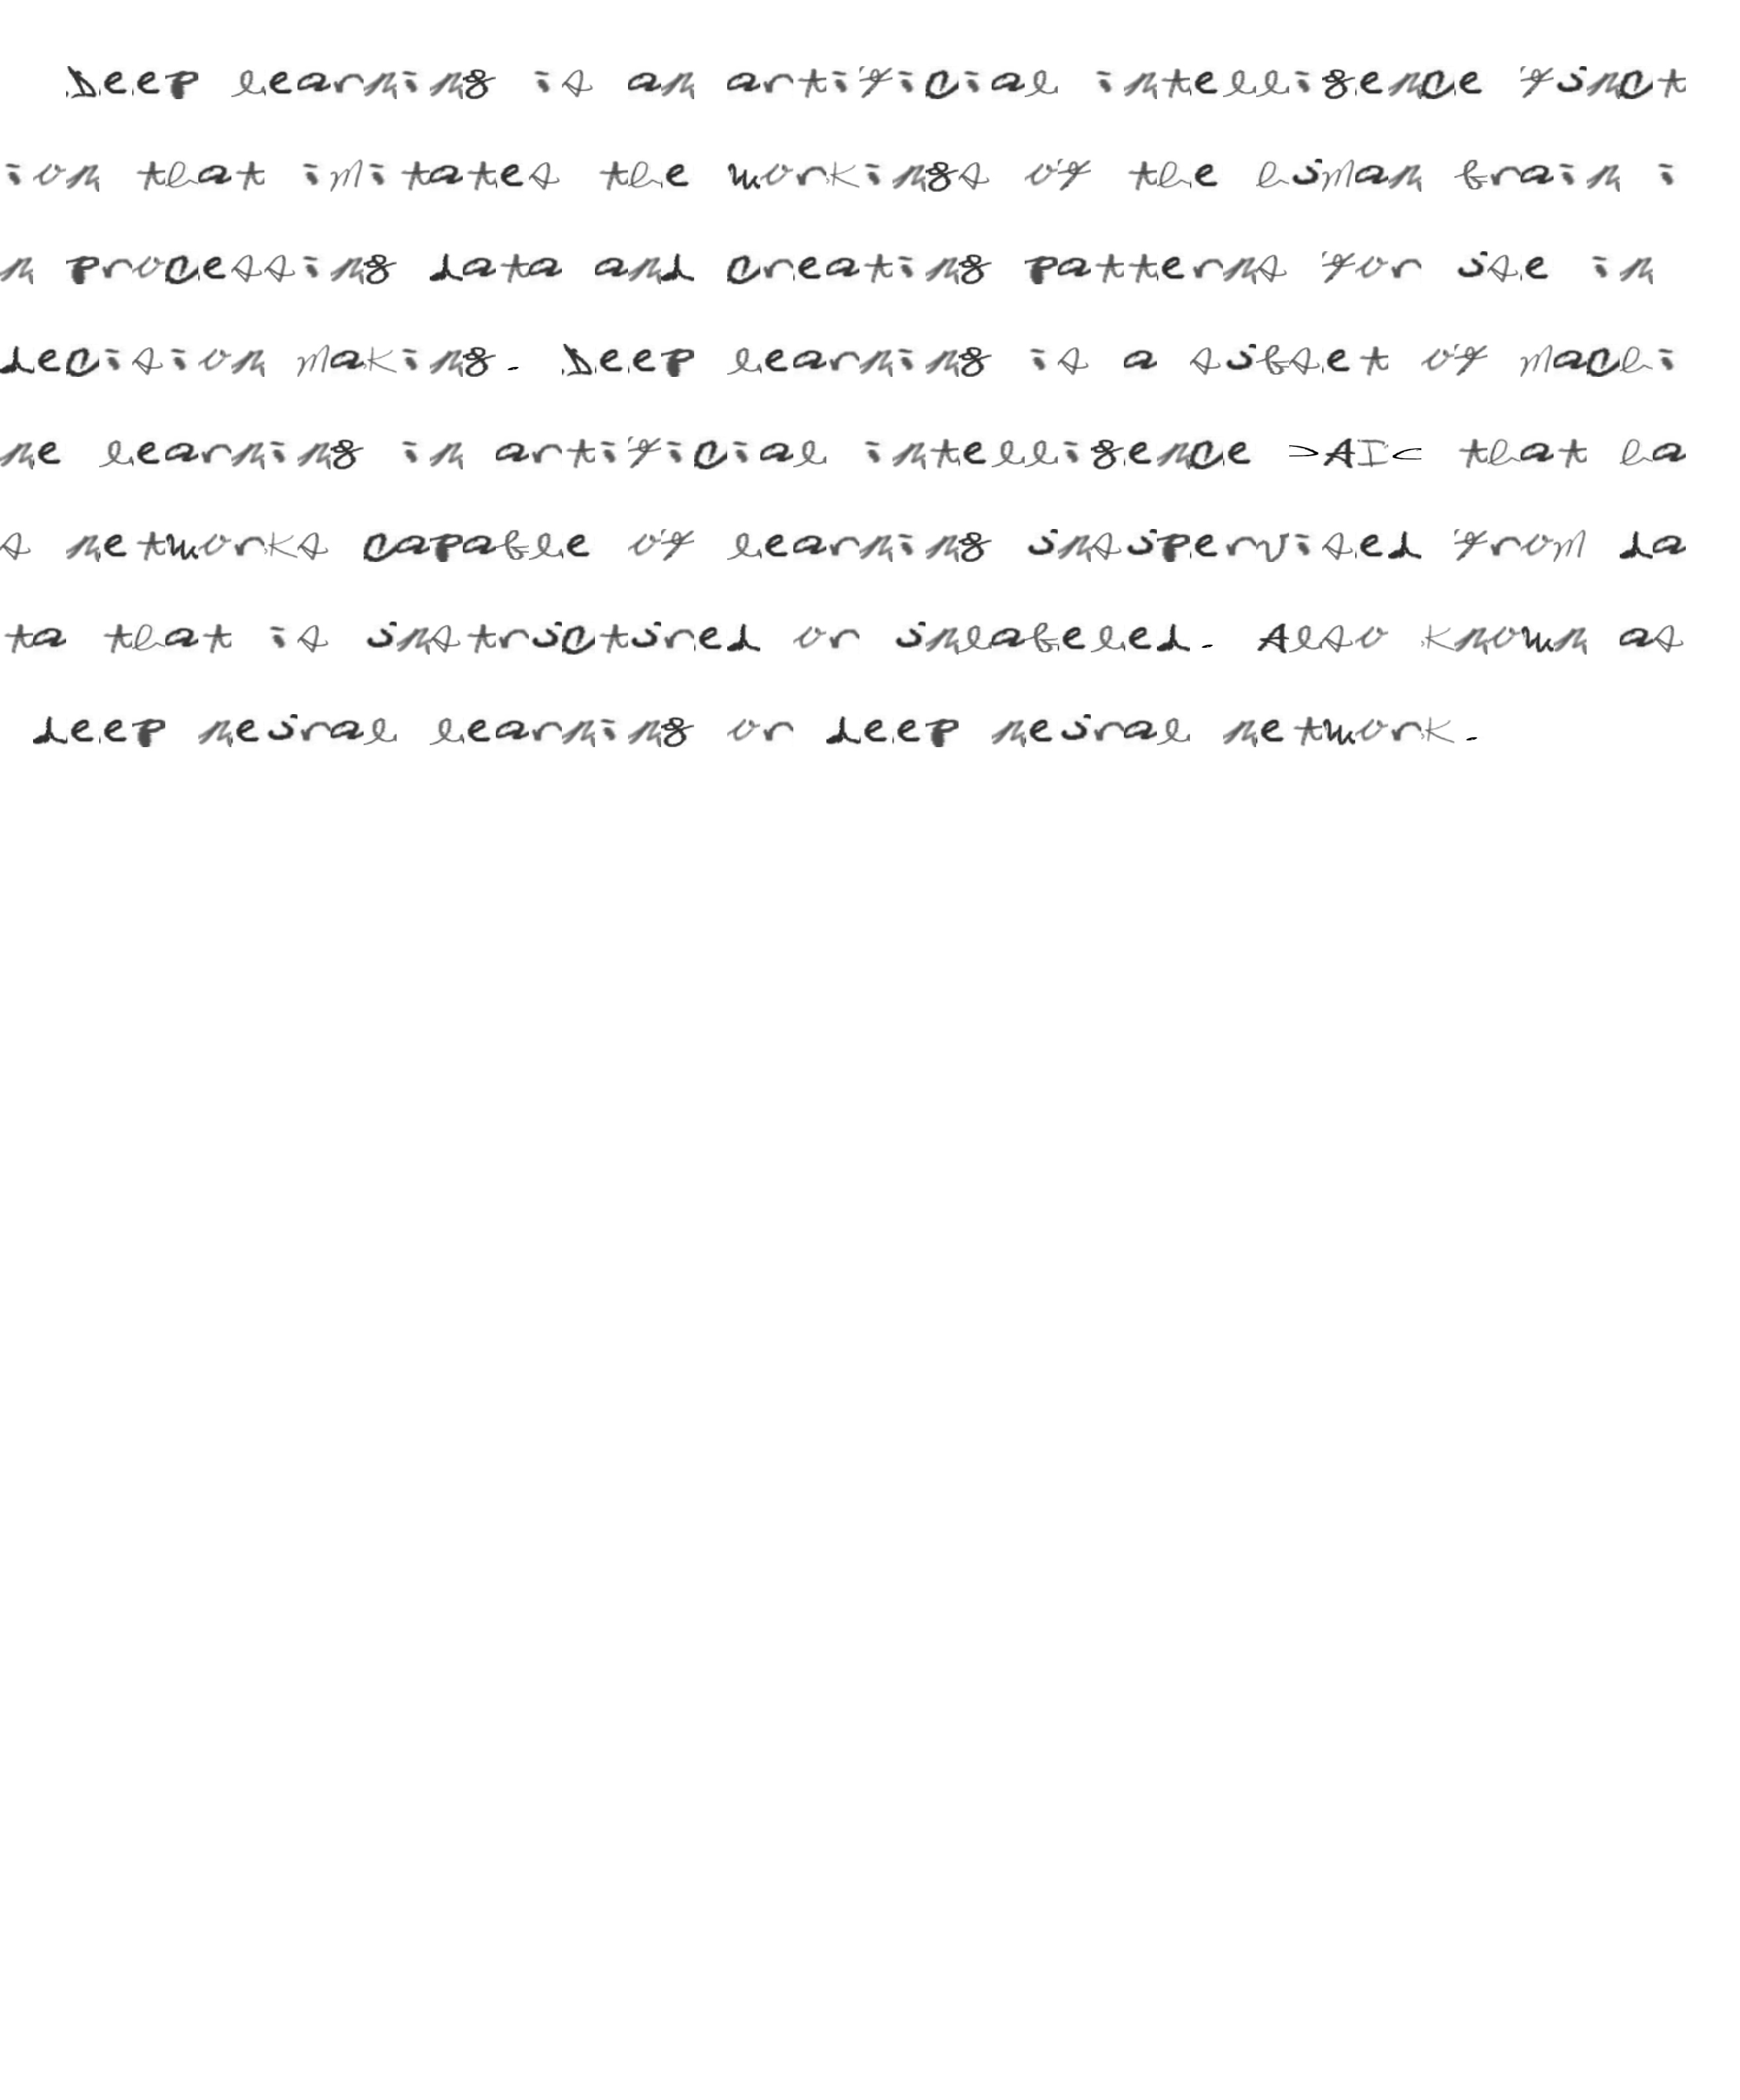 Deep learning is an artificial intelligence funct
ion that imitates the workings of the human brain i
n processing data and creating patterns for use in
decision making. Deep learning is a subset of machi
ne learning in artificial intelligence (AI) that ha
s networks capable of learning unsupervised from da
ta that is unstructured or unlabeled. Also known as
deep neural learning or deep neural network.